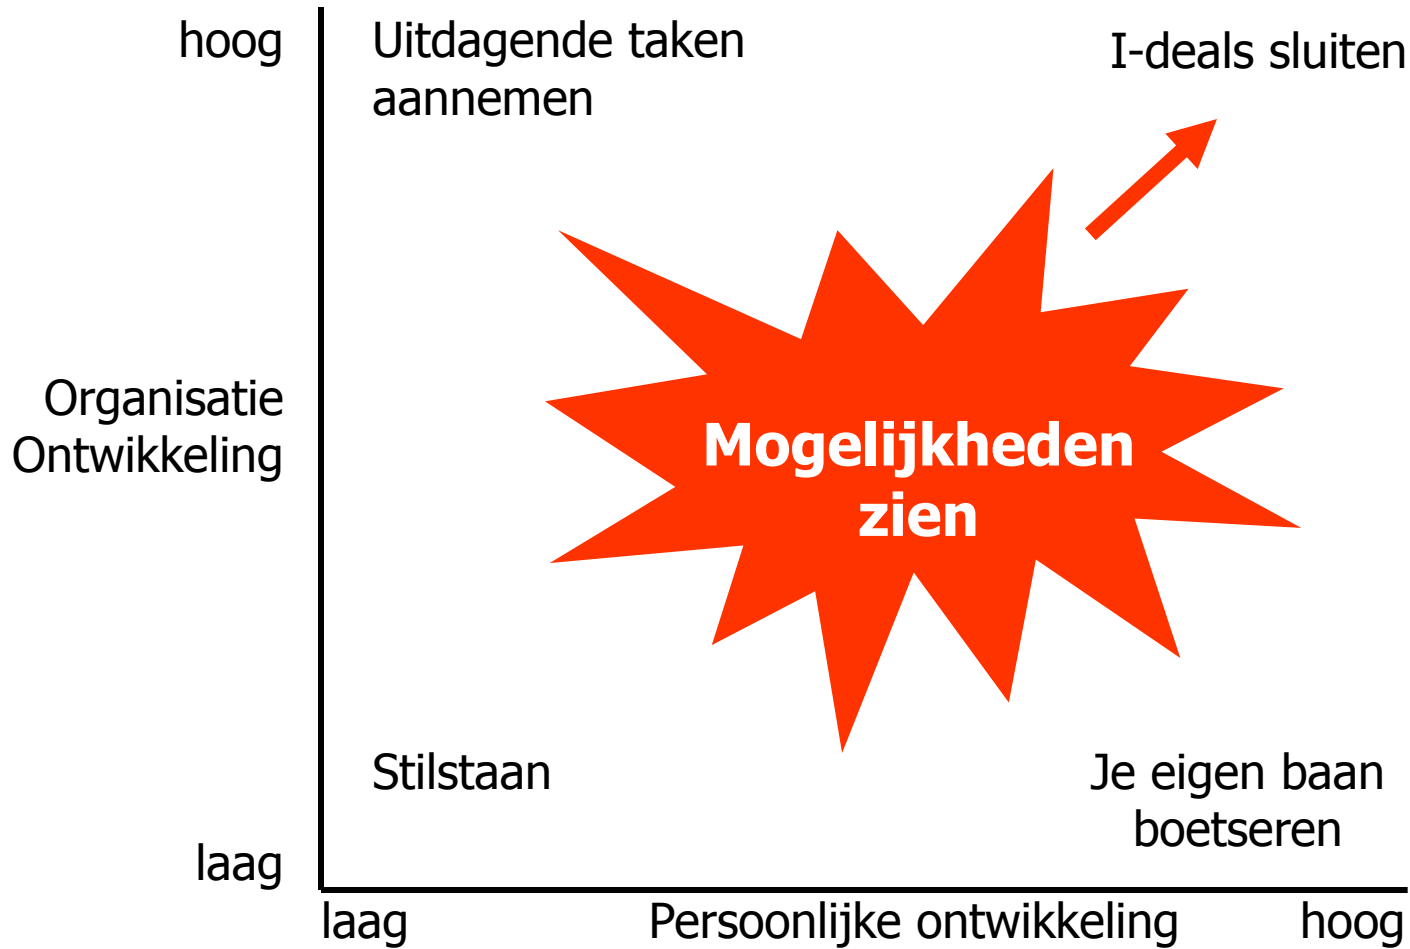 hoog
Uitdagende taken
aannemen
I-deals sluiten
Organisatie
Ontwikkeling
Mogelijkheden
zien
Stilstaan
Je eigen baan
boetseren
laag
laag
Persoonlijke ontwikkeling
hoog